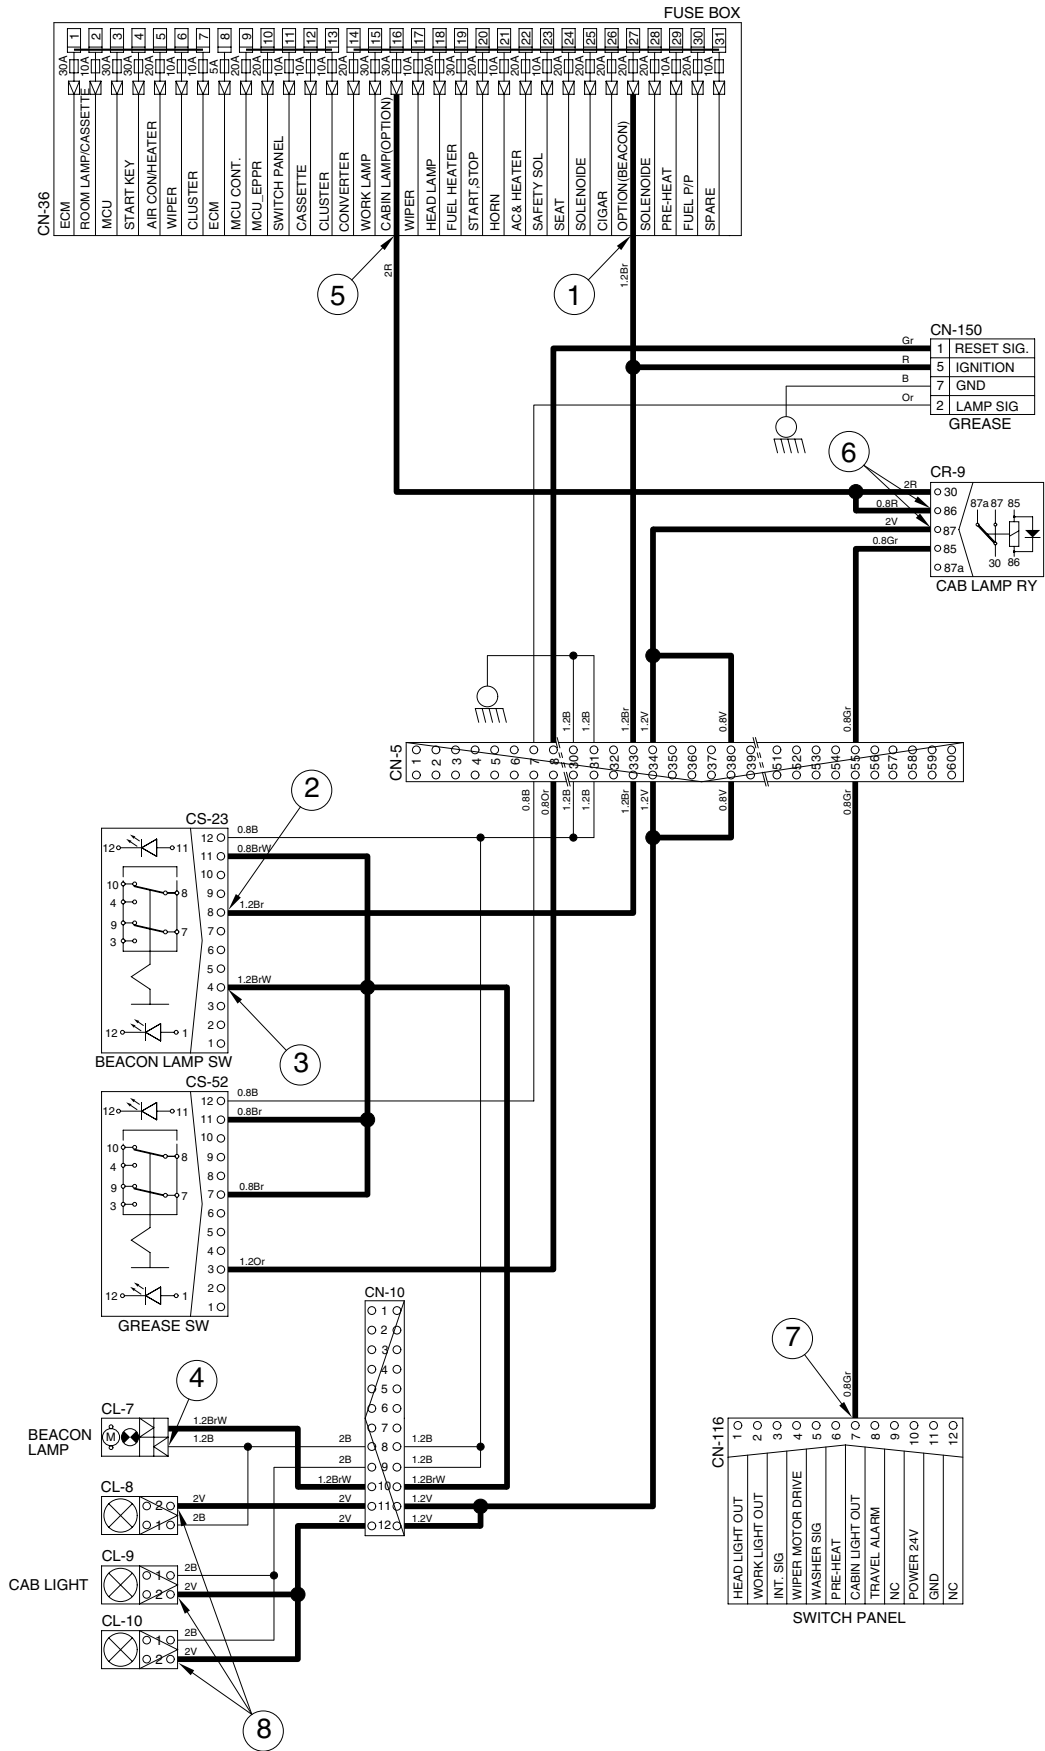 FUSE BOX
1 2 3 4 5 6 7 8 9 10 11 12 13 14 15 16 17 18 19 20 21 22 23 24 25 26 27 28 29 30 31
30A 10A 30A 30A 20A 10A 10A 5A 20A 20A 10A 10A 10A 20A 20A 30A 10A 20A 30A 20A 20A 20A 10A 20A 20A 20A 20A 20A 10A 20A 10A
CN-36
ECM
ROOM LAMP/CASSETTE
MCU
START KEY
AIR CON/HEATER
WIPER
CLUSTER
ECM
MCU CONT.
MCU_EPPR
SWITCH PANEL
CASSETTE
CLUSTER
CONVERTER
WORK LAMP
CABIN LAMP(OPTION)
WIPER
HEAD LAMP
FUEL HEATER
START,STOP
HORN
AC& HEATER
SAFETY SOL
SEAT
SOLENOIDE
CIGAR
OPTION(BEACON)
SOLENOIDE
PRE-HEAT
FUEL P/P
SPARE
5 2R
1 1.2Br
CN-150
Gr 1 RESET SIG.
R 5 IGNITION
B 7 GND
Or 2 LAMP SIG
GREASE
6
CR-9
2R 30
0.8R 86
2V 87
0.8Gr 85
87a
87a 87 85
30 86
CAB LAMP RY
1.2B 1.2B 1.2Br 1.2V 0.8V 0.8Gr
CN-5
1 2 3 4 5 6 7 8 30 31 32 33 34 35 36 37 38 39 51 52 53 54 55 56 57 58 59 60
0.8B 0.8Or 1.2B 1.2B 1.2Br 1.2V 0.8V 0.8Gr
2
CS-23
12 0.8B
11 0.8BrW
10
9
8 1.2Br
7
6
5
4 1.2BrW
3
2
1
12 11
10 8
4
9 7
3
12 1
BEACON LAMP SW
3
CS-52
12 0.8B
11 0.8Br
10
9
8
7 0.8Br
6
5
4
3 1.2Or
2
1
12 11
10 8
4
9 7
3
12 1
GREASE SW
CN-10
1
2
3
4
5
6
7
2B 8 1.2B
2B 9 1.2B
1.2BrW 10 1.2BrW
2V 11 1.2V
2V 12 1.2V
4
CL-7
BEACON
LAMP
M
1.2BrW
1.2B
CL-8
2 2V
1 2B
CL-9
CAB LIGHT
1 2B
2 2V
CL-10
1 2B
2 2V
8
7
0.8Gr
CN-116
1 2 3 4 5 6 7 8 9 10 11 12
HEAD LIGHT OUT
WORK LIGHT OUT
INT. SIG
WIPER MOTOR DRIVE
WASHER SIG
PRE-HEAT
CABIN LIGHT OUT
TRAVEL ALARM
NC
POWER 24V
GND
NC
SWITCH PANEL